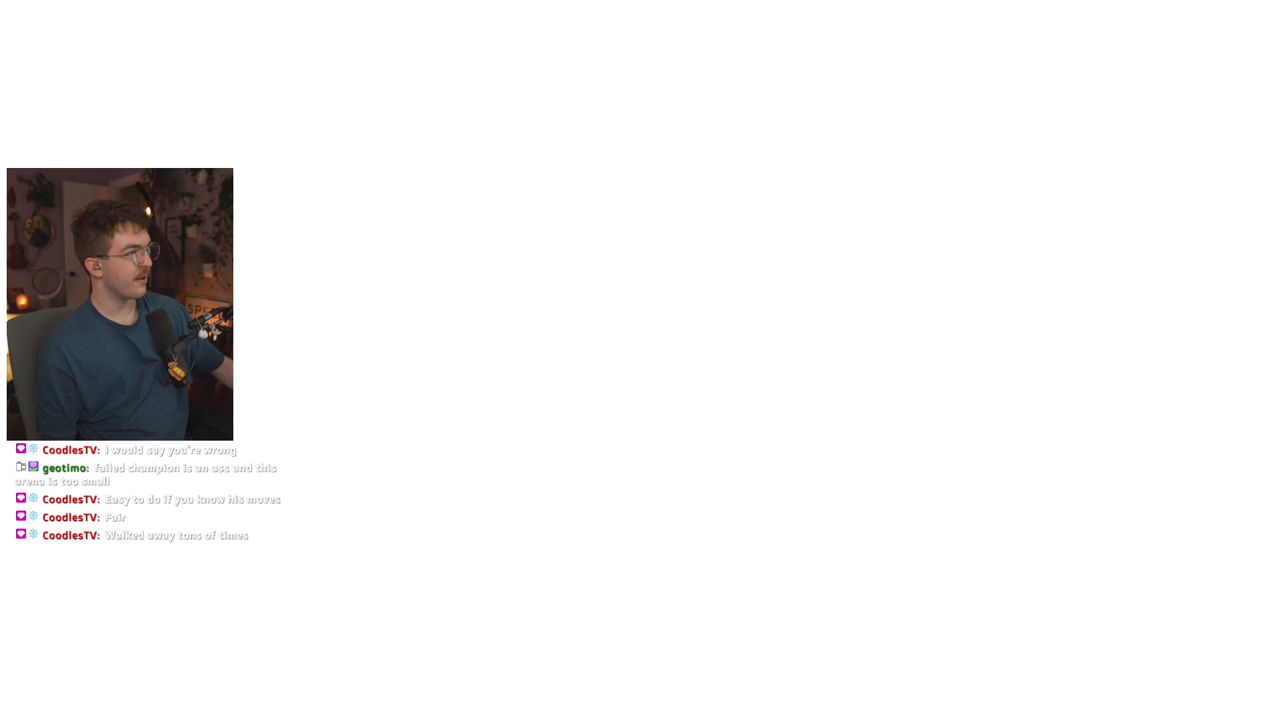 CoodlesTV: I would say you're wrong
geotimo: failed champion is an ass and this
arena is too small
CoodlesTV: Easy to do if you know his moves
CoodlesTV: Fair
CoodlesTV: Walked away tons of times